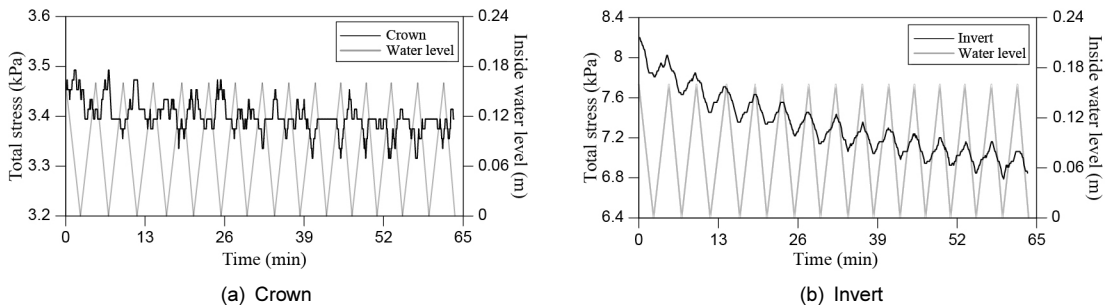 3.6
3.5
3.4
3.3
3.2
Total stress (kPa)
Crown
Water level
0.24
0.18
0.12
0.06
0
Inside water level (m)
0 13 26 39 52 65
Time (min)
(a) Crown
8.4
8
7.6
7.2
6.8
6.4
Total stress (kPa)
Invert
Water level
0.24
0.18
0.12
0.06
0
Inside water level (m)
0 13 26 39 52 65
Time (min)
(b) Invert